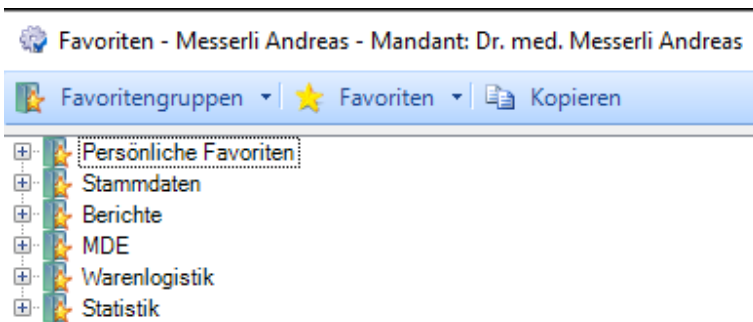 Favoriten - Messerli Andreas - Mandant: Dr. med. Messerli Andreas
Favoritengruppen Favoriten Kopieren
Persönliche Favoriten
Stammdaten
Berichte
MDE
Warenlogistik
Statistik